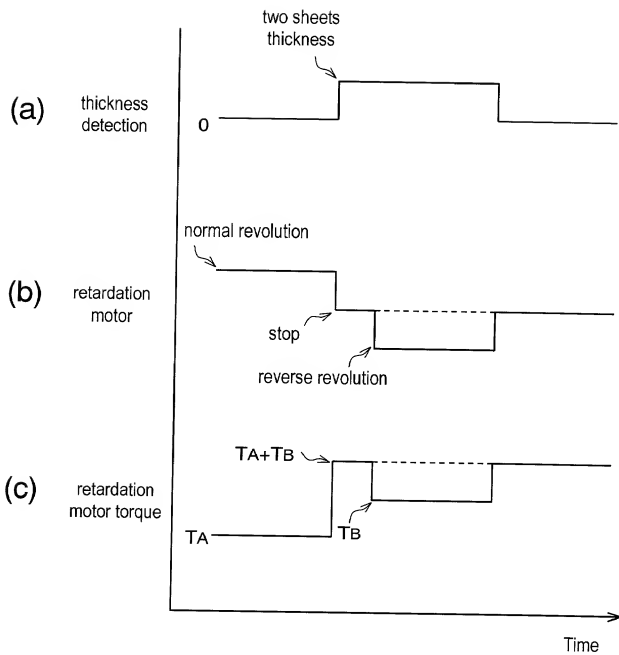 two sheets
thickness
(a)
thickness
detection
0
normal revolution
(b)
retardation
motor
stop
reverse revolution
TA+TB
(c)
retardation
motor torque
TA
TB
Time